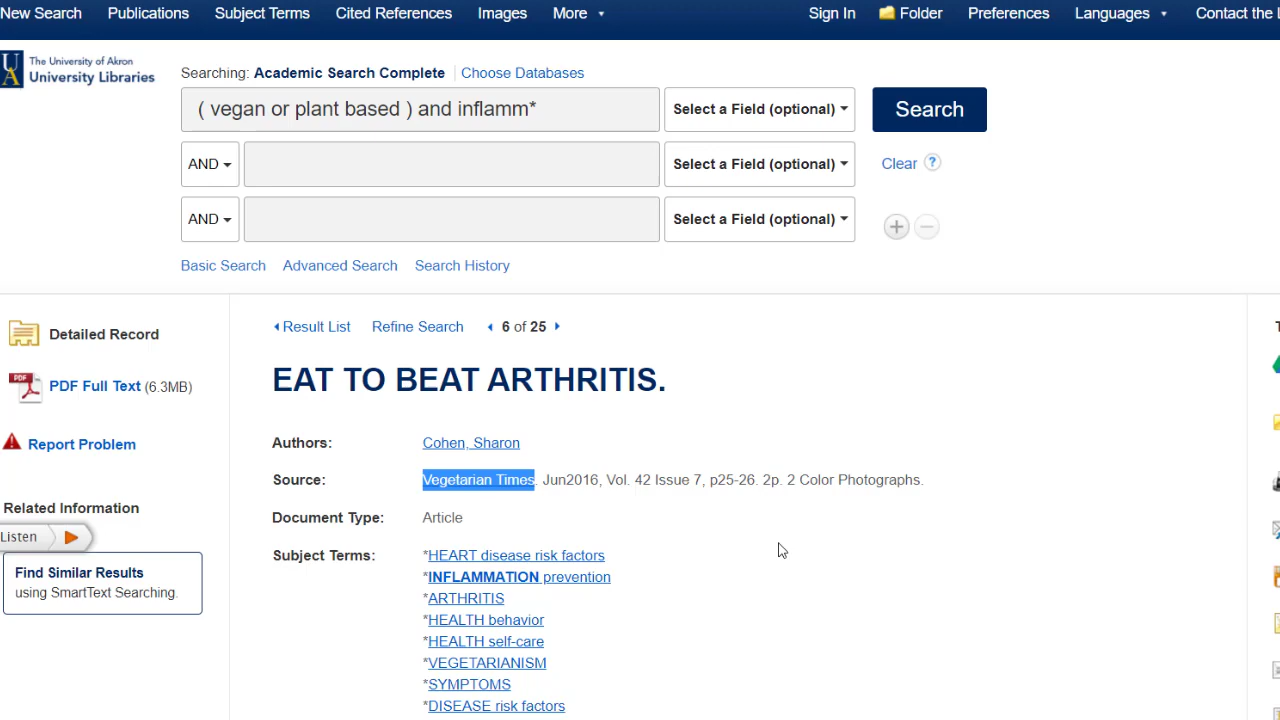 New Search Publications Subject Terms Cited References Images More Sign In Folder Preferences Languages Contact the
The University of Akron
University Libraries
Searching: Academic Search Complete Choose Databases
( vegan or plant based ) and inflamm* Select a Field (optional) Search
AND Select a Field (optional) Clear ?
AND Select a Field (optional)
Basic Search Advanced Search Search History
Detailed Record
PDF Full Text (6.3MB)
Report Problem
Related Information
Listen
Find Similar Results
using SmartText Searching.
Result List Refine Search 6 of 25
EAT TO BEAT ARTHRITIS.
Authors: Cohen, Sharon
Source: Vegetarian Times. Jun2016, Vol. 42 Issue 7, p25-26. 2p. 2 Color Photographs.
Document Type: Article
Subject Terms: *HEART disease risk factors
*INFLAMMATION prevention
*ARTHRITIS
*HEALTH behavior
*HEALTH self-care
*VEGETARIANISM
*SYMPTOMS
*DISEASE risk factors